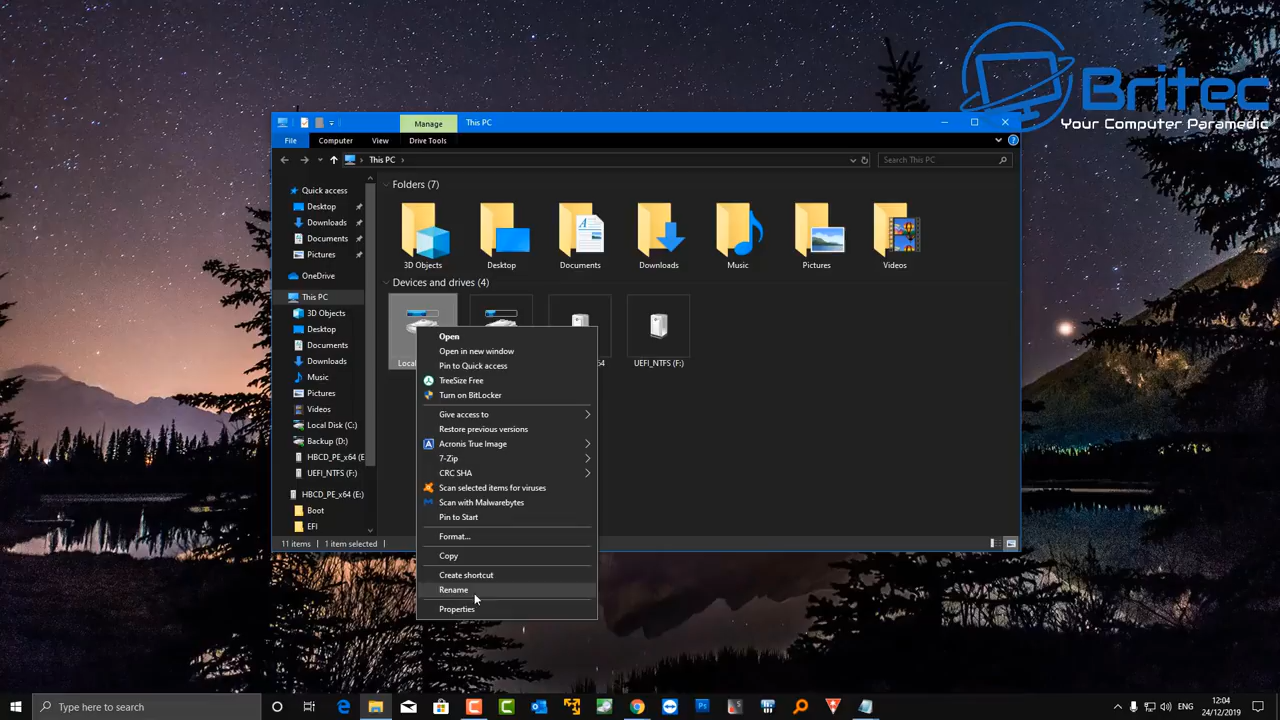 Britec
Your Computer Paramedic
Manage
This PC
File
Computer
View
Drive Tools
This PC
Search This PC
Quick access
Desktop
Downloads
Documents
Pictures
OneDrive
This PC
3D Objects
Desktop
Documents
Downloads
Music
Pictures
Videos
Local Disk (C:)
Backup (D:)
HBCD_PE_x64 (E
UEFI_NTFS (F:)
HBCD_PE_x64 (E:)
Boot
EFI
Folders (7)
3D Objects
Desktop
Documents
Downloads
Music
Pictures
Videos
Devices and drives (4)
Local
64
UEFI_NTFS (F:)
Open
Open in new window
Pin to Quick access
TreeSize Free
Turn on BitLocker
Give access to
Restore previous versions
Acronis True Image
7-Zip
CRC SHA
Scan selected items for viruses
Scan with Malwarebytes
Pin to Start
Format...
Copy
Create shortcut
Rename
Properties
11 items
1 item selected
Type here to search
ENG
12:04
24/12/2019